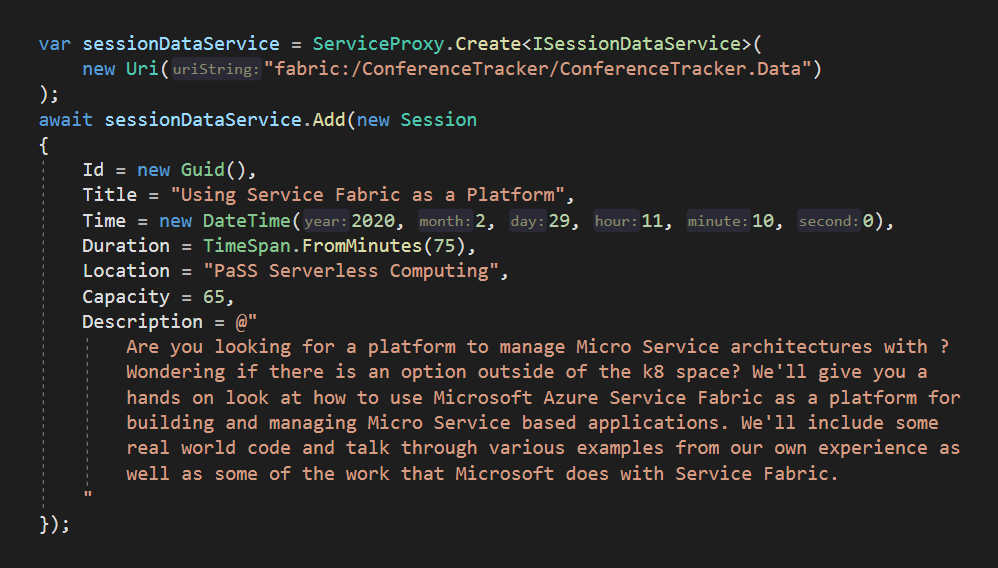 var sessionDataService = ServiceProxy.Create<ISessionDataService>(
    new Uri(uriString:"fabric:/ConferenceTracker/ConferenceTracker.Data")
);
await sessionDataService.Add(new Session
{
    Id = new Guid(),
    Title = "Using Service Fabric as a Platform",
    Time = new DateTime(year:2020, month:2, day:29, hour:11, minute:10, second:0),
    Duration = TimeSpan.FromMinutes(75),
    Location = "PaSS Serverless Computing",
    Capacity = 65,
    Description = @"
        Are you looking for a platform to manage Micro Service architectures with ?
        Wondering if there is an option outside of the k8 space? We'll give you a
        hands on look at how to use Microsoft Azure Service Fabric as a platform for
        building and managing Micro Service based applications. We'll include some
        real world code and talk through various examples from our own experience as
        well as some of the work that Microsoft does with Service Fabric.
    "
});